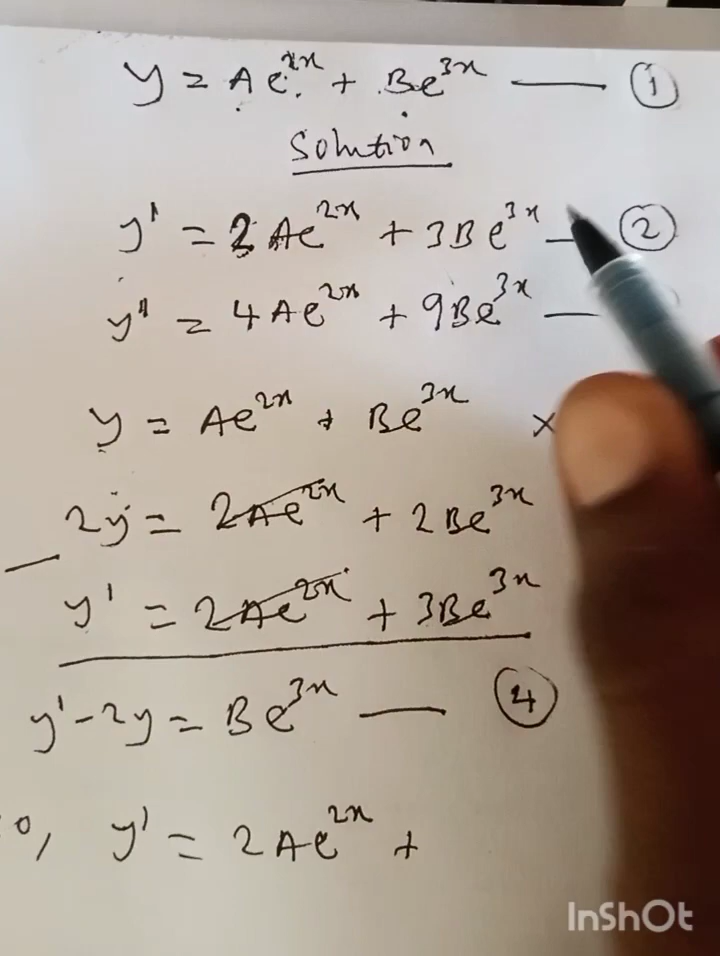 y = Ae^{2x} + Be^{3x} — ①
Solution
y' = 2Ae^{2x} + 3Be^{3x} — ②
y'' = 4Ae^{2x} + 9Be^{3x} —
y = Ae^{2x} + Be^{3x} ×
2y = 2Ae^{2x} + 2Be^{3x}
— y' = 2Ae^{2x} + 3Be^{3x}
y' - 2y = Be^{3x} — ④
y' = 2Ae^{2x} +
InShOt